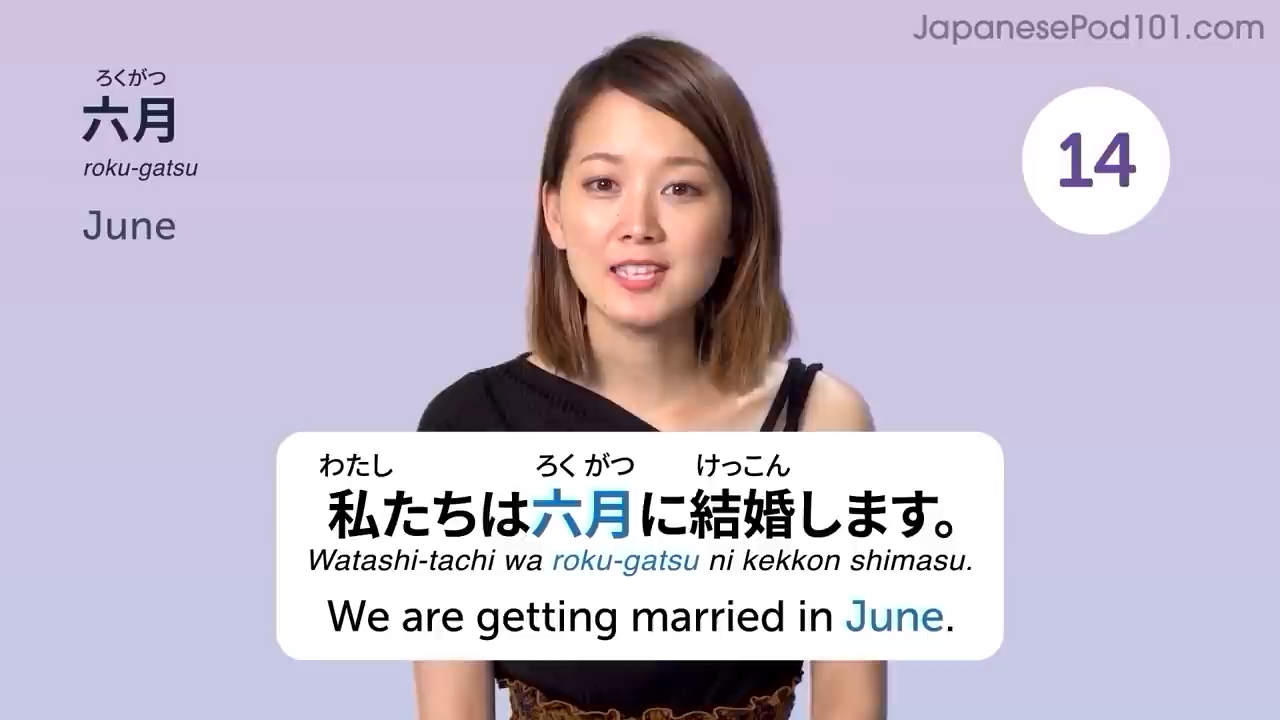 JapanesePod101.com
ろくがつ
六月
roku-gatsu
June
14
わたし ろく がつ けっこん
私たちは六月に結婚します。
Watashi-tachi wa roku-gatsu ni kekkon shimasu.
We are getting married in June.